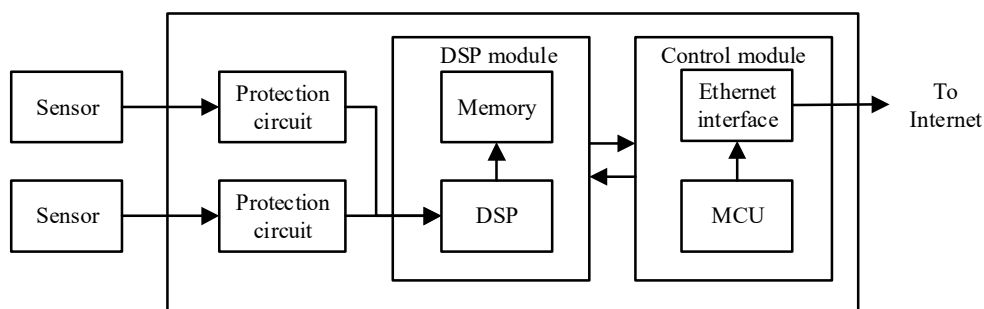 DSP module
Control module
Sensor
Protection
circuit
Memory
Ethernet
interface
To
Internet
Sensor
Protection
circuit
DSP
MCU